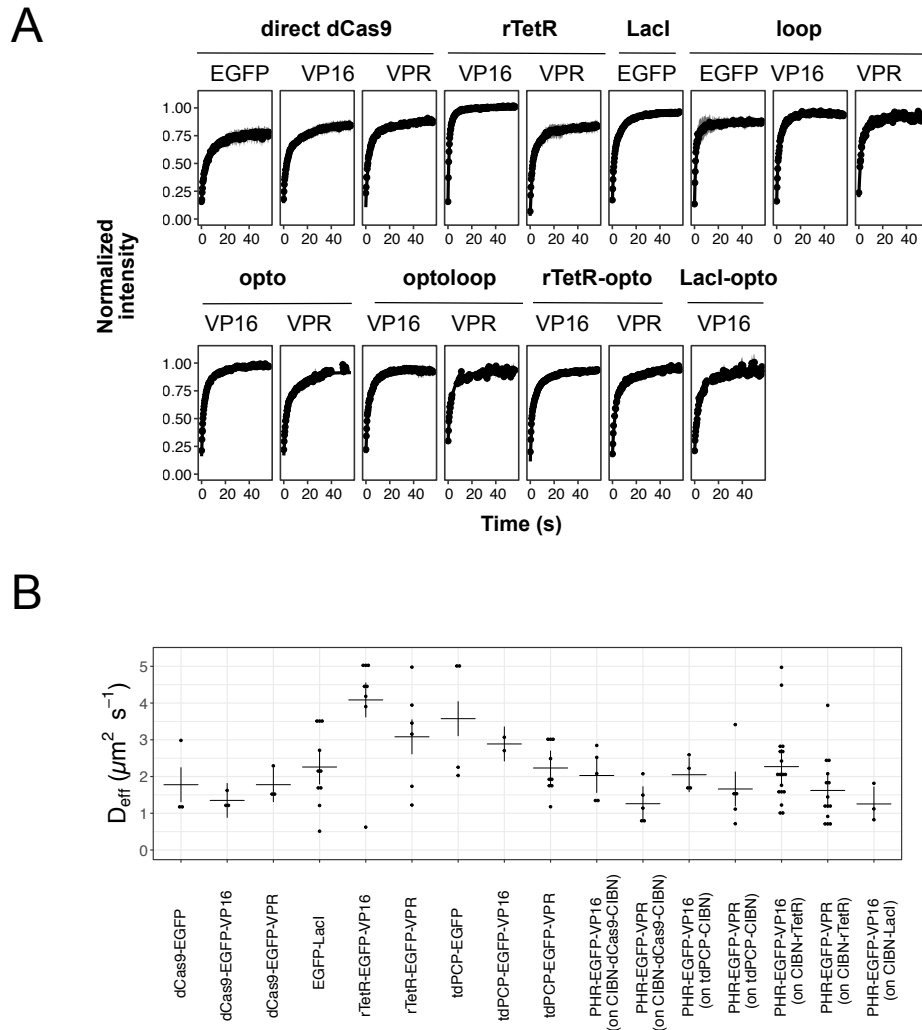 A
direct dCas9 rTetR LacI loop
EGFP VP16 VPR VP16 VPR EGFP EGFP VP16 VPR
1.00
0.75
0.50
0.25
0.00
0 20 40 0 20 40 0 20 40 0 20 40 0 20 40 0 20 40 0 20 40 0 20 40 0 20 40
Normalized
intensity
opto optoloop rTetR-opto LacI-opto
VP16 VPR VP16 VPR VP16 VPR VP16
1.00
0.75
0.50
0.25
0.00
0 20 40 0 20 40 0 20 40 0 20 40 0 20 40 0 20 40 0 20 40
Time (s)
B
D_eff (μm² s⁻¹)
5
4
3
2
1
0
dCas9-EGFP
dCas9-EGFP-VP16
dCas9-EGFP-VPR
EGFP-LacI
rTetR-EGFP-VP16
rTetR-EGFP-VPR
tdPCP-EGFP
tdPCP-EGFP-VP16
tdPCP-EGFP-VPR
PHR-EGFP-VP16
(on CIBN-dCas9-CIBN)
PHR-EGFP-VPR
(on CIBN-dCas9-CIBN)
PHR-EGFP-VP16
(on tdPCP-CIBN)
PHR-EGFP-VPR
(on tdPCP-CIBN)
PHR-EGFP-VP16
(on CIBN-rTetR)
PHR-EGFP-VPR
(on CIBN-rTetR)
PHR-EGFP-VP16
(on CIBN-LacI)